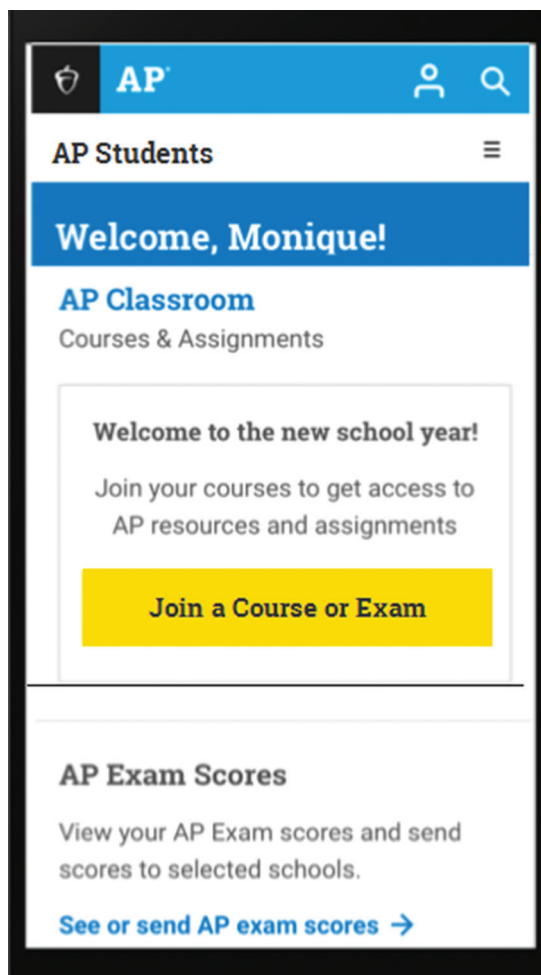 AP
AP Students
Welcome, Monique!
AP Classroom
Courses & Assignments
Welcome to the new school year!
Join your courses to get access to
AP resources and assignments
Join a Course or Exam
AP Exam Scores
View your AP Exam scores and send
scores to selected schools.
See or send AP exam scores →